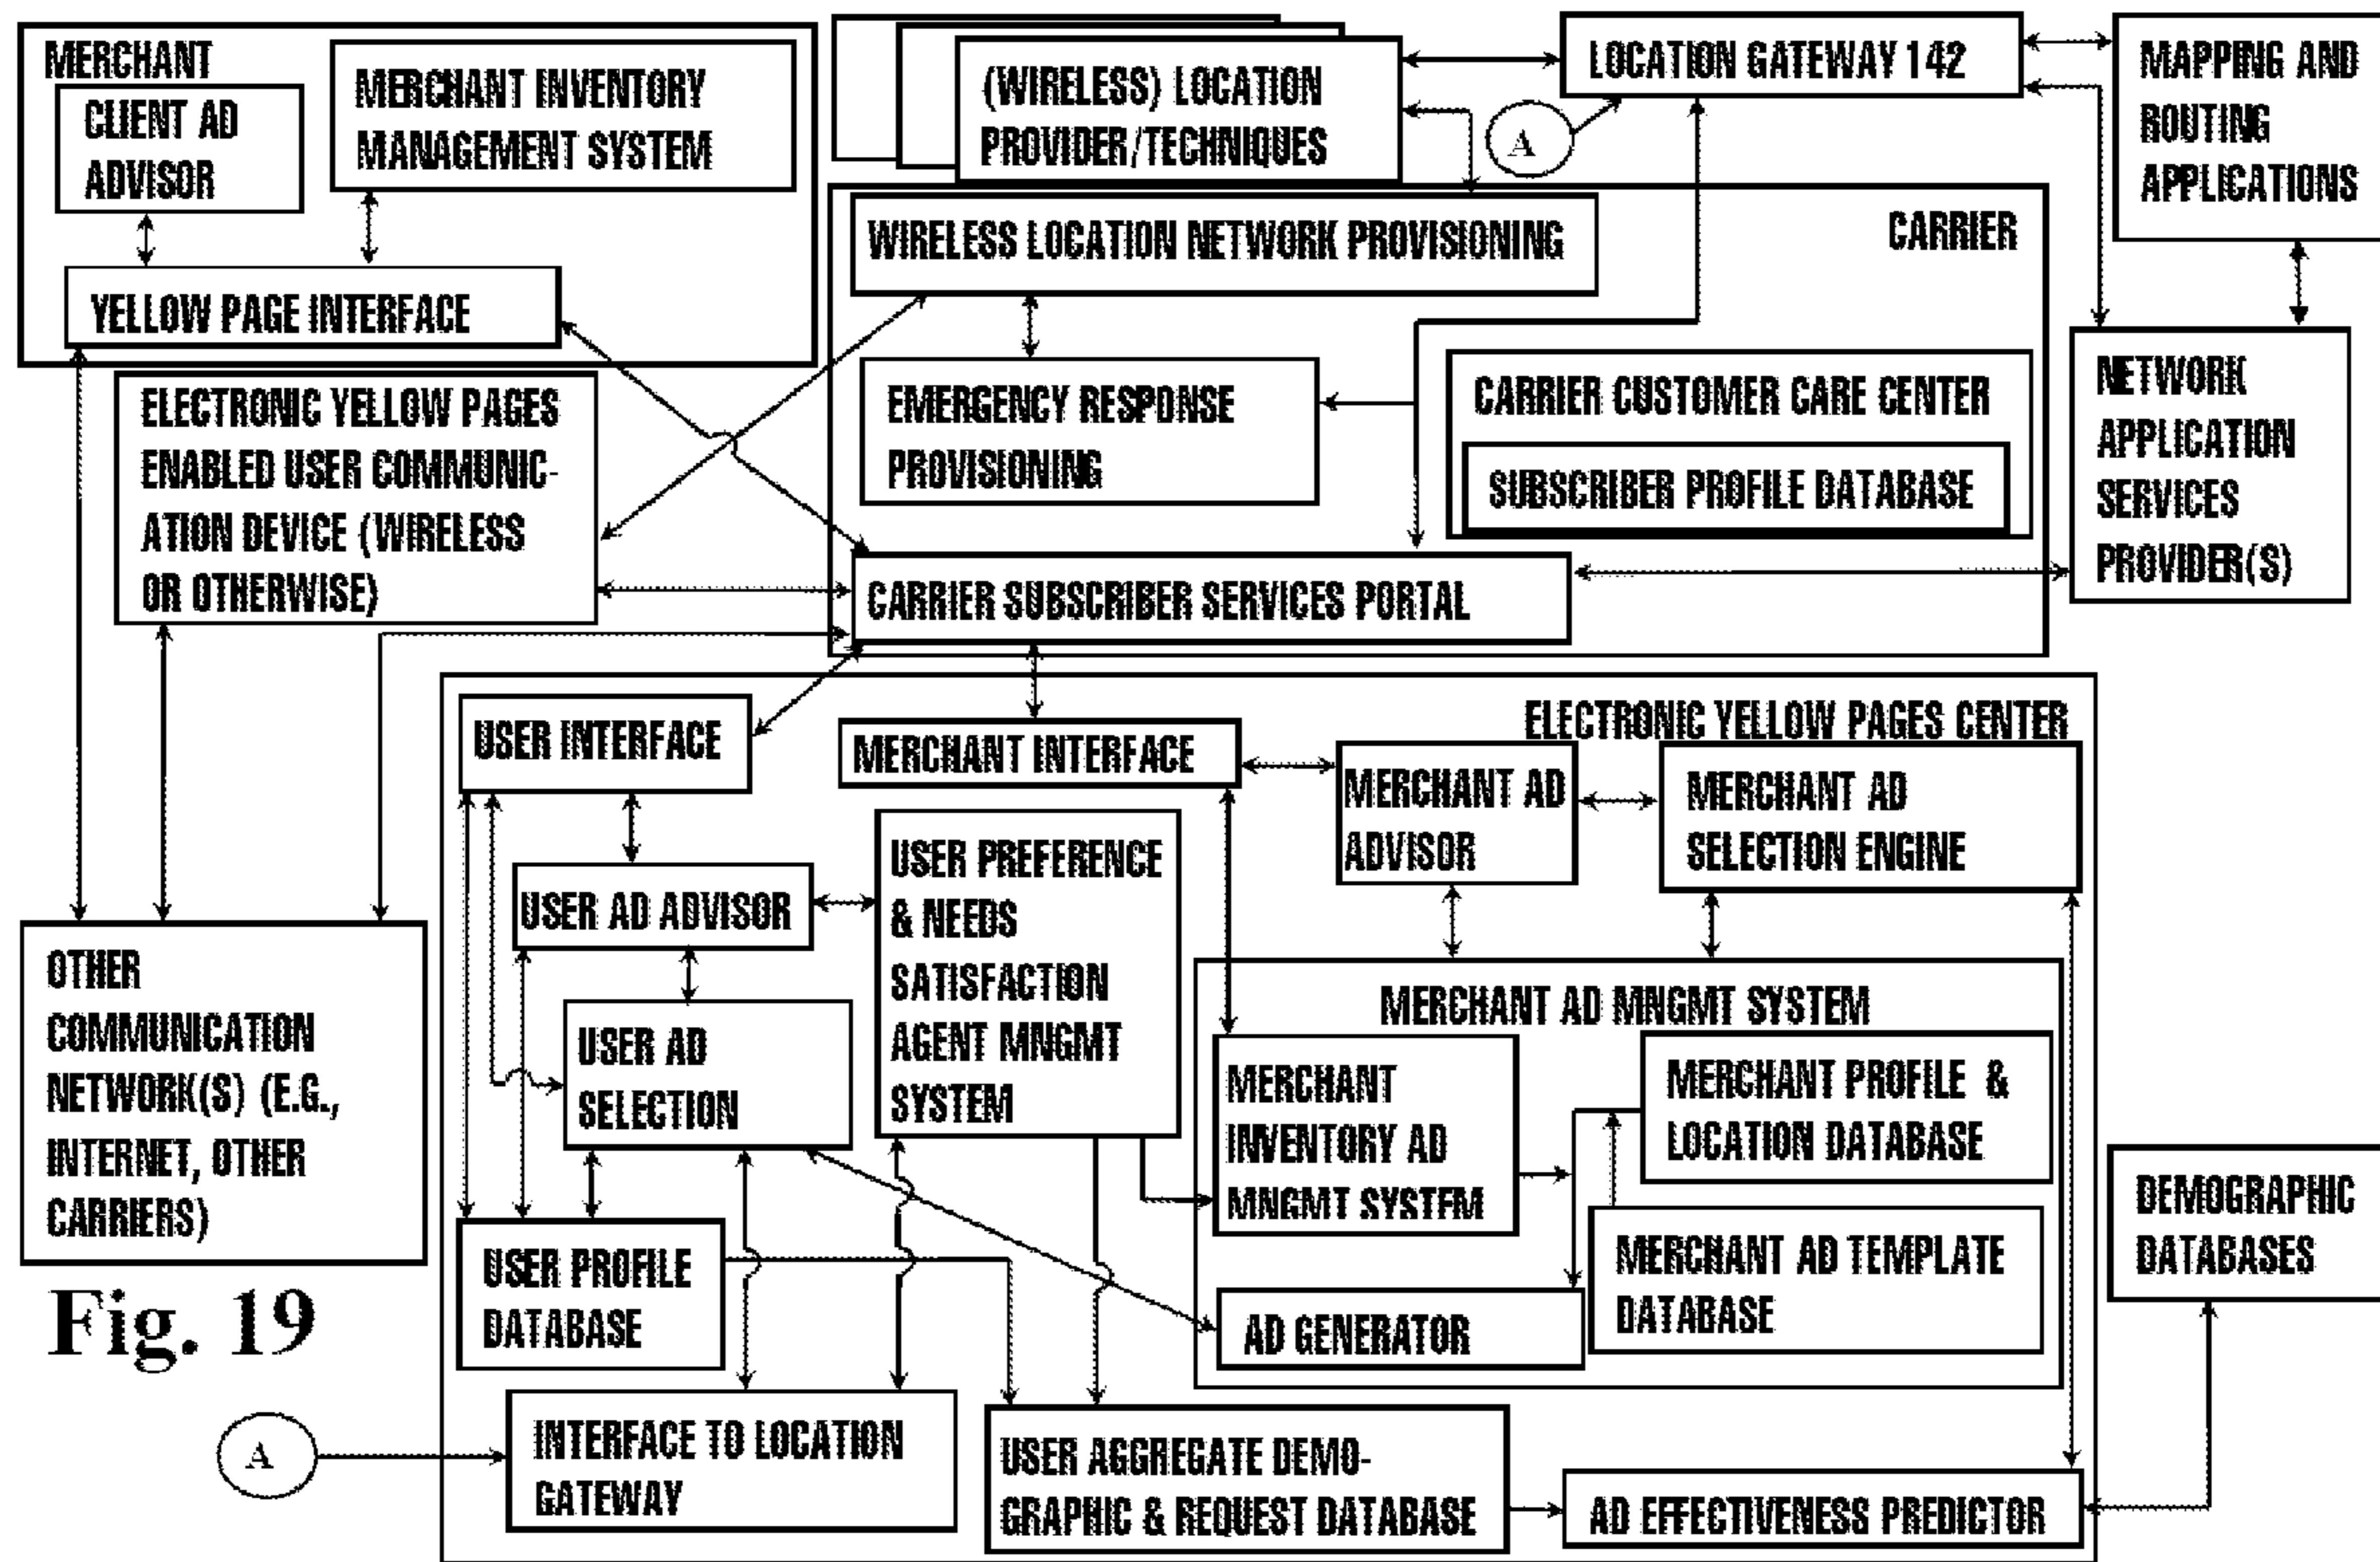 MERCHANT
CLIENT AD
ADVISOR
MERCHANT INVENTORY
MANAGEMENT SYSTEM
YELLOW PAGE INTERFACE
(WIRELESS) LOCATION
PROVIDER/TECHNIQUES
LOCATION GATEWAY 142
A
MAPPING AND
ROUTING
APPLICATIONS
CARRIER
WIRELESS LOCATION NETWORK PROVISIONING
EMERGENCY RESPONSE
PROVISIONING
CARRIER CUSTOMER CARE CENTER
SUBSCRIBER PROFILE DATABASE
CARRIER SUBSCRIBER SERVICES PORTAL
NETWORK
APPLICATION
SERVICES
PROVIDER(S)
ELECTRONIC YELLOW PAGES
ENABLED USER COMMUNIC-
ATION DEVICE (WIRELESS
OR OTHERWISE)
OTHER
COMMUNICATION
NETWORK(S) (E.G.,
INTERNET, OTHER
CARRIERS)
ELECTRONIC YELLOW PAGES CENTER
USER INTERFACE
MERCHANT INTERFACE
MERCHANT AD
ADVISOR
MERCHANT AD
SELECTION ENGINE
USER AD ADVISOR
USER PREFERENCE
& NEEDS
SATISFACTION
AGENT MNGMT
SYSTEM
USER AD
SELECTION
MERCHANT AD MNGMT SYSTEM
MERCHANT
INVENTORY AD
MNGMT SYSTEM
MERCHANT PROFILE &
LOCATION DATABASE
MERCHANT AD TEMPLATE
DATABASE
AD GENERATOR
DEMOGRAPHIC
DATABASES
USER PROFILE
DATABASE
Fig. 19
A
INTERFACE TO LOCATION
GATEWAY
USER AGGREGATE DEMO-
GRAPHIC & REQUEST DATABASE
AD EFFECTIVENESS PREDICTOR